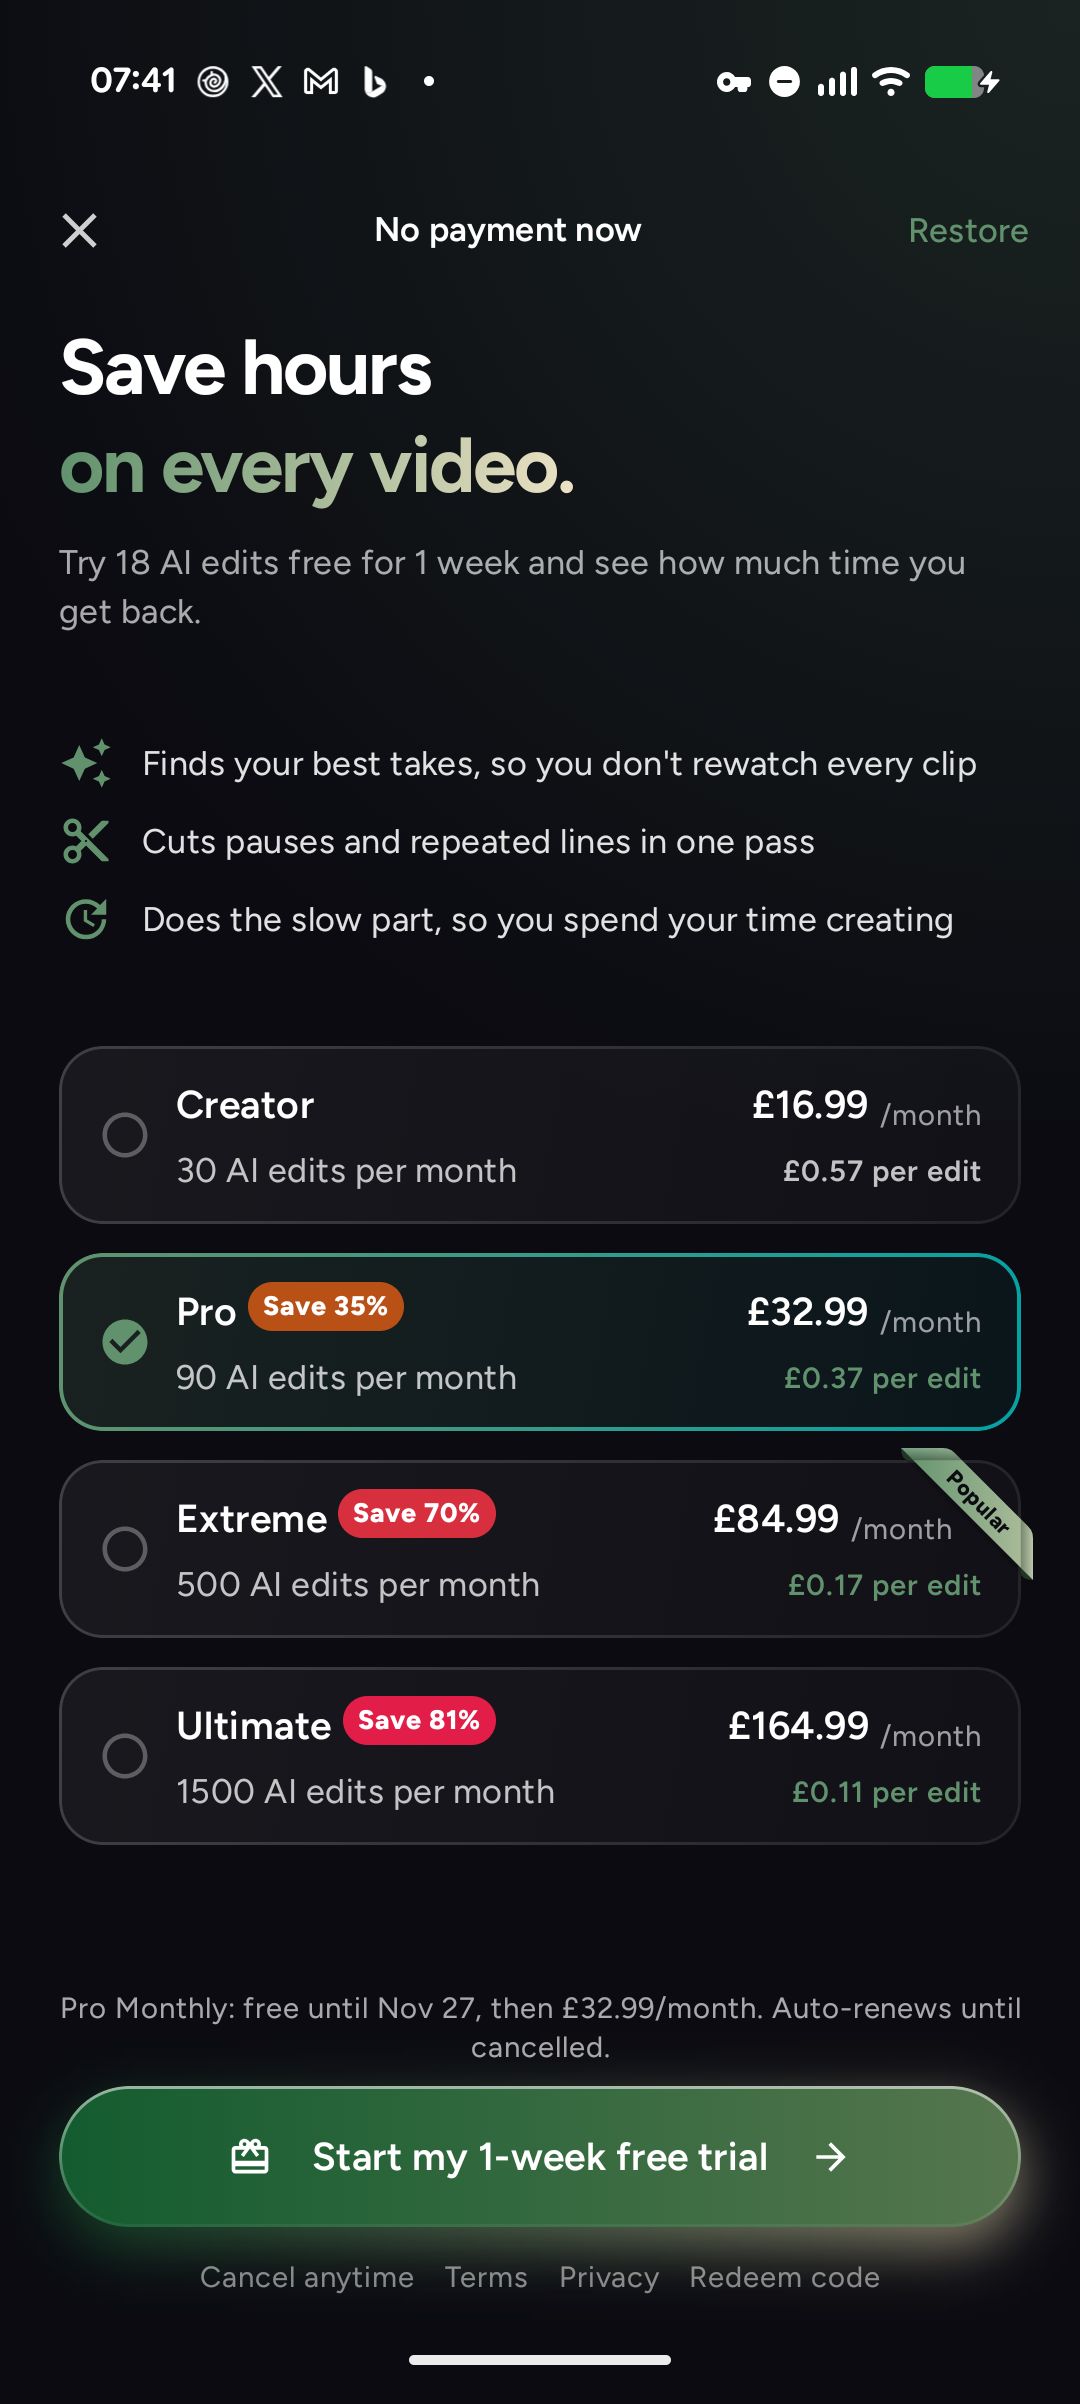 07:41
No payment now
Restore
Save hours
on every video.
Try 18 AI edits free for 1 week and see how much time you
get back.
Finds your best takes, so you don't rewatch every clip
Cuts pauses and repeated lines in one pass
Does the slow part, so you spend your time creating
Creator
£16.99 /month
30 AI edits per month
£0.57 per edit
Pro
Save 35%
£32.99 /month
90 AI edits per month
£0.37 per edit
Popular
Extreme
Save 70%
£84.99 /month
500 AI edits per month
£0.17 per edit
Ultimate
Save 81%
£164.99 /month
1500 AI edits per month
£0.11 per edit
Pro Monthly: free until Nov 27, then £32.99/month. Auto-renews until
cancelled.
Start my 1-week free trial
Cancel anytime
Terms
Privacy
Redeem code